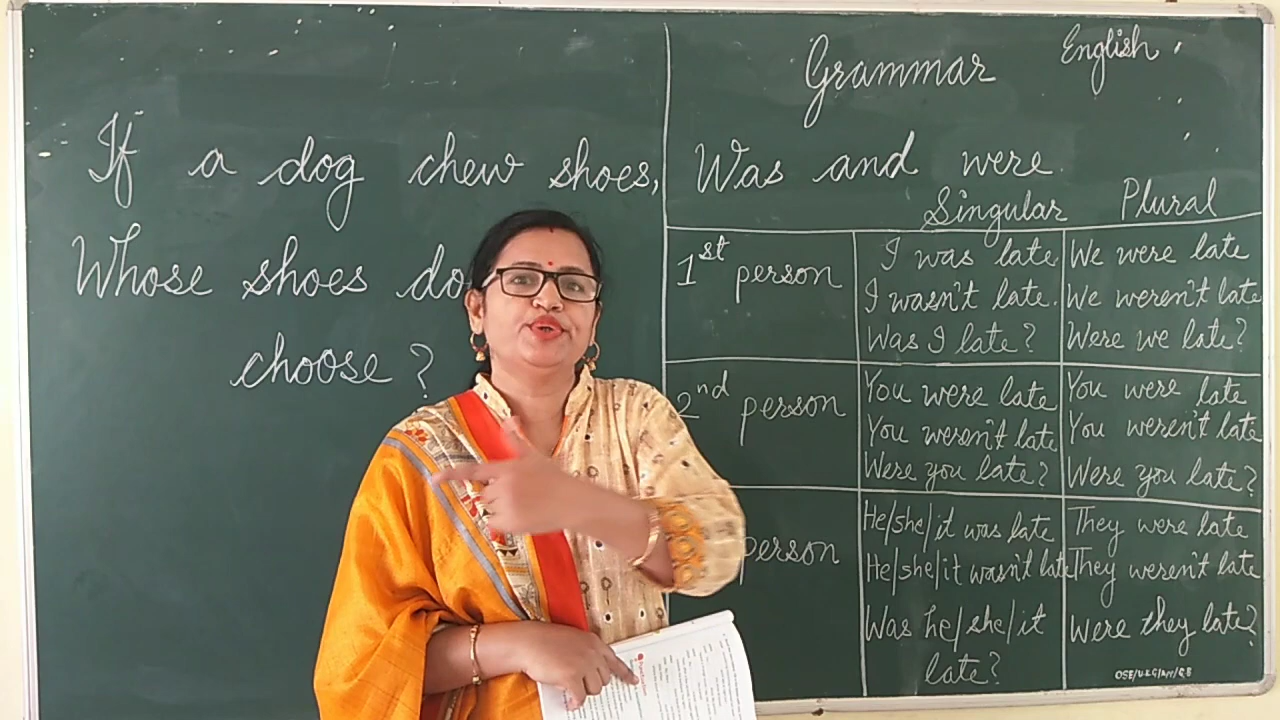 If a dog chew shoes,
Whose shoes do
choose?
English
Grammar
Was and were.
Singular Plural
1st person
I was late.
I wasn't late.
Was I late?
We were late
We weren't late
Were we late?
2nd person
You were late
You weren't late
Were you late?
You were late
You weren't late
Were you late?
person
He/she/it was late
He/she/it wasn't late
Was he/she/it
late?
They were late
They weren't late
Were they late?